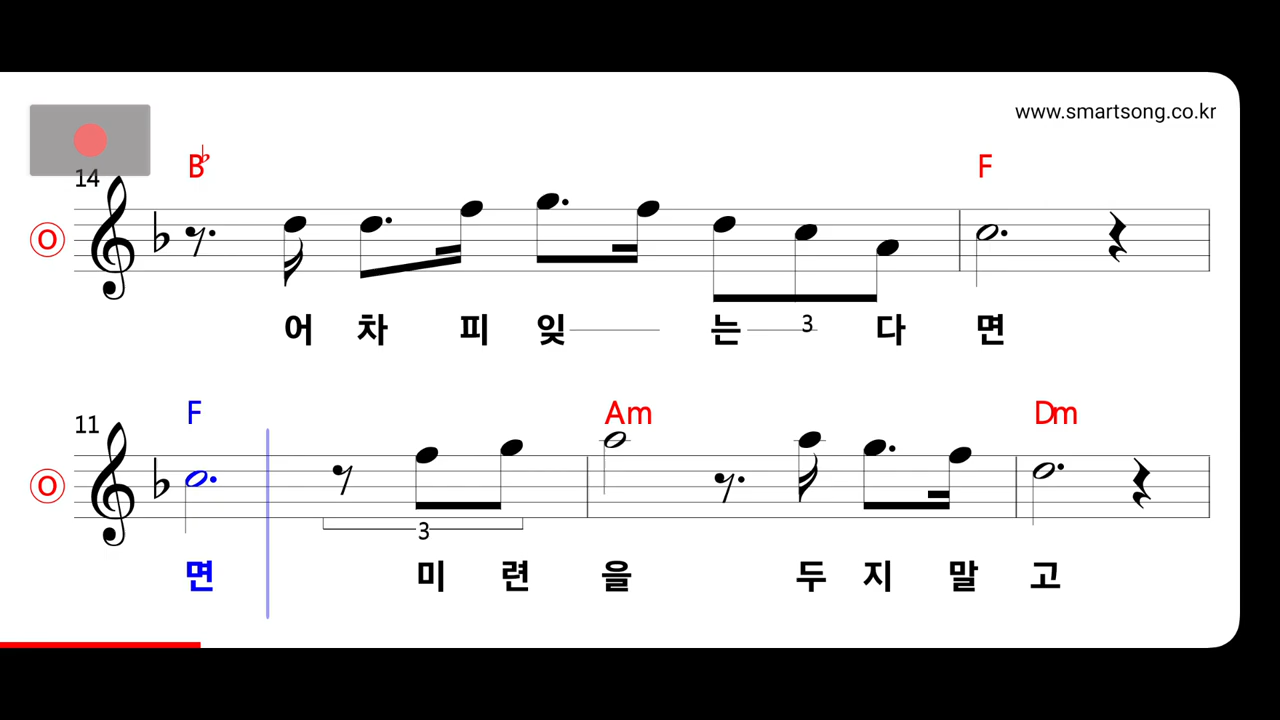 www.smartsong.co.kr
14
B♭ F
O
어 차 피 잊 는 3 다 면
11
F Am Dm
O
3
면 미 련 을 두 지 말 고